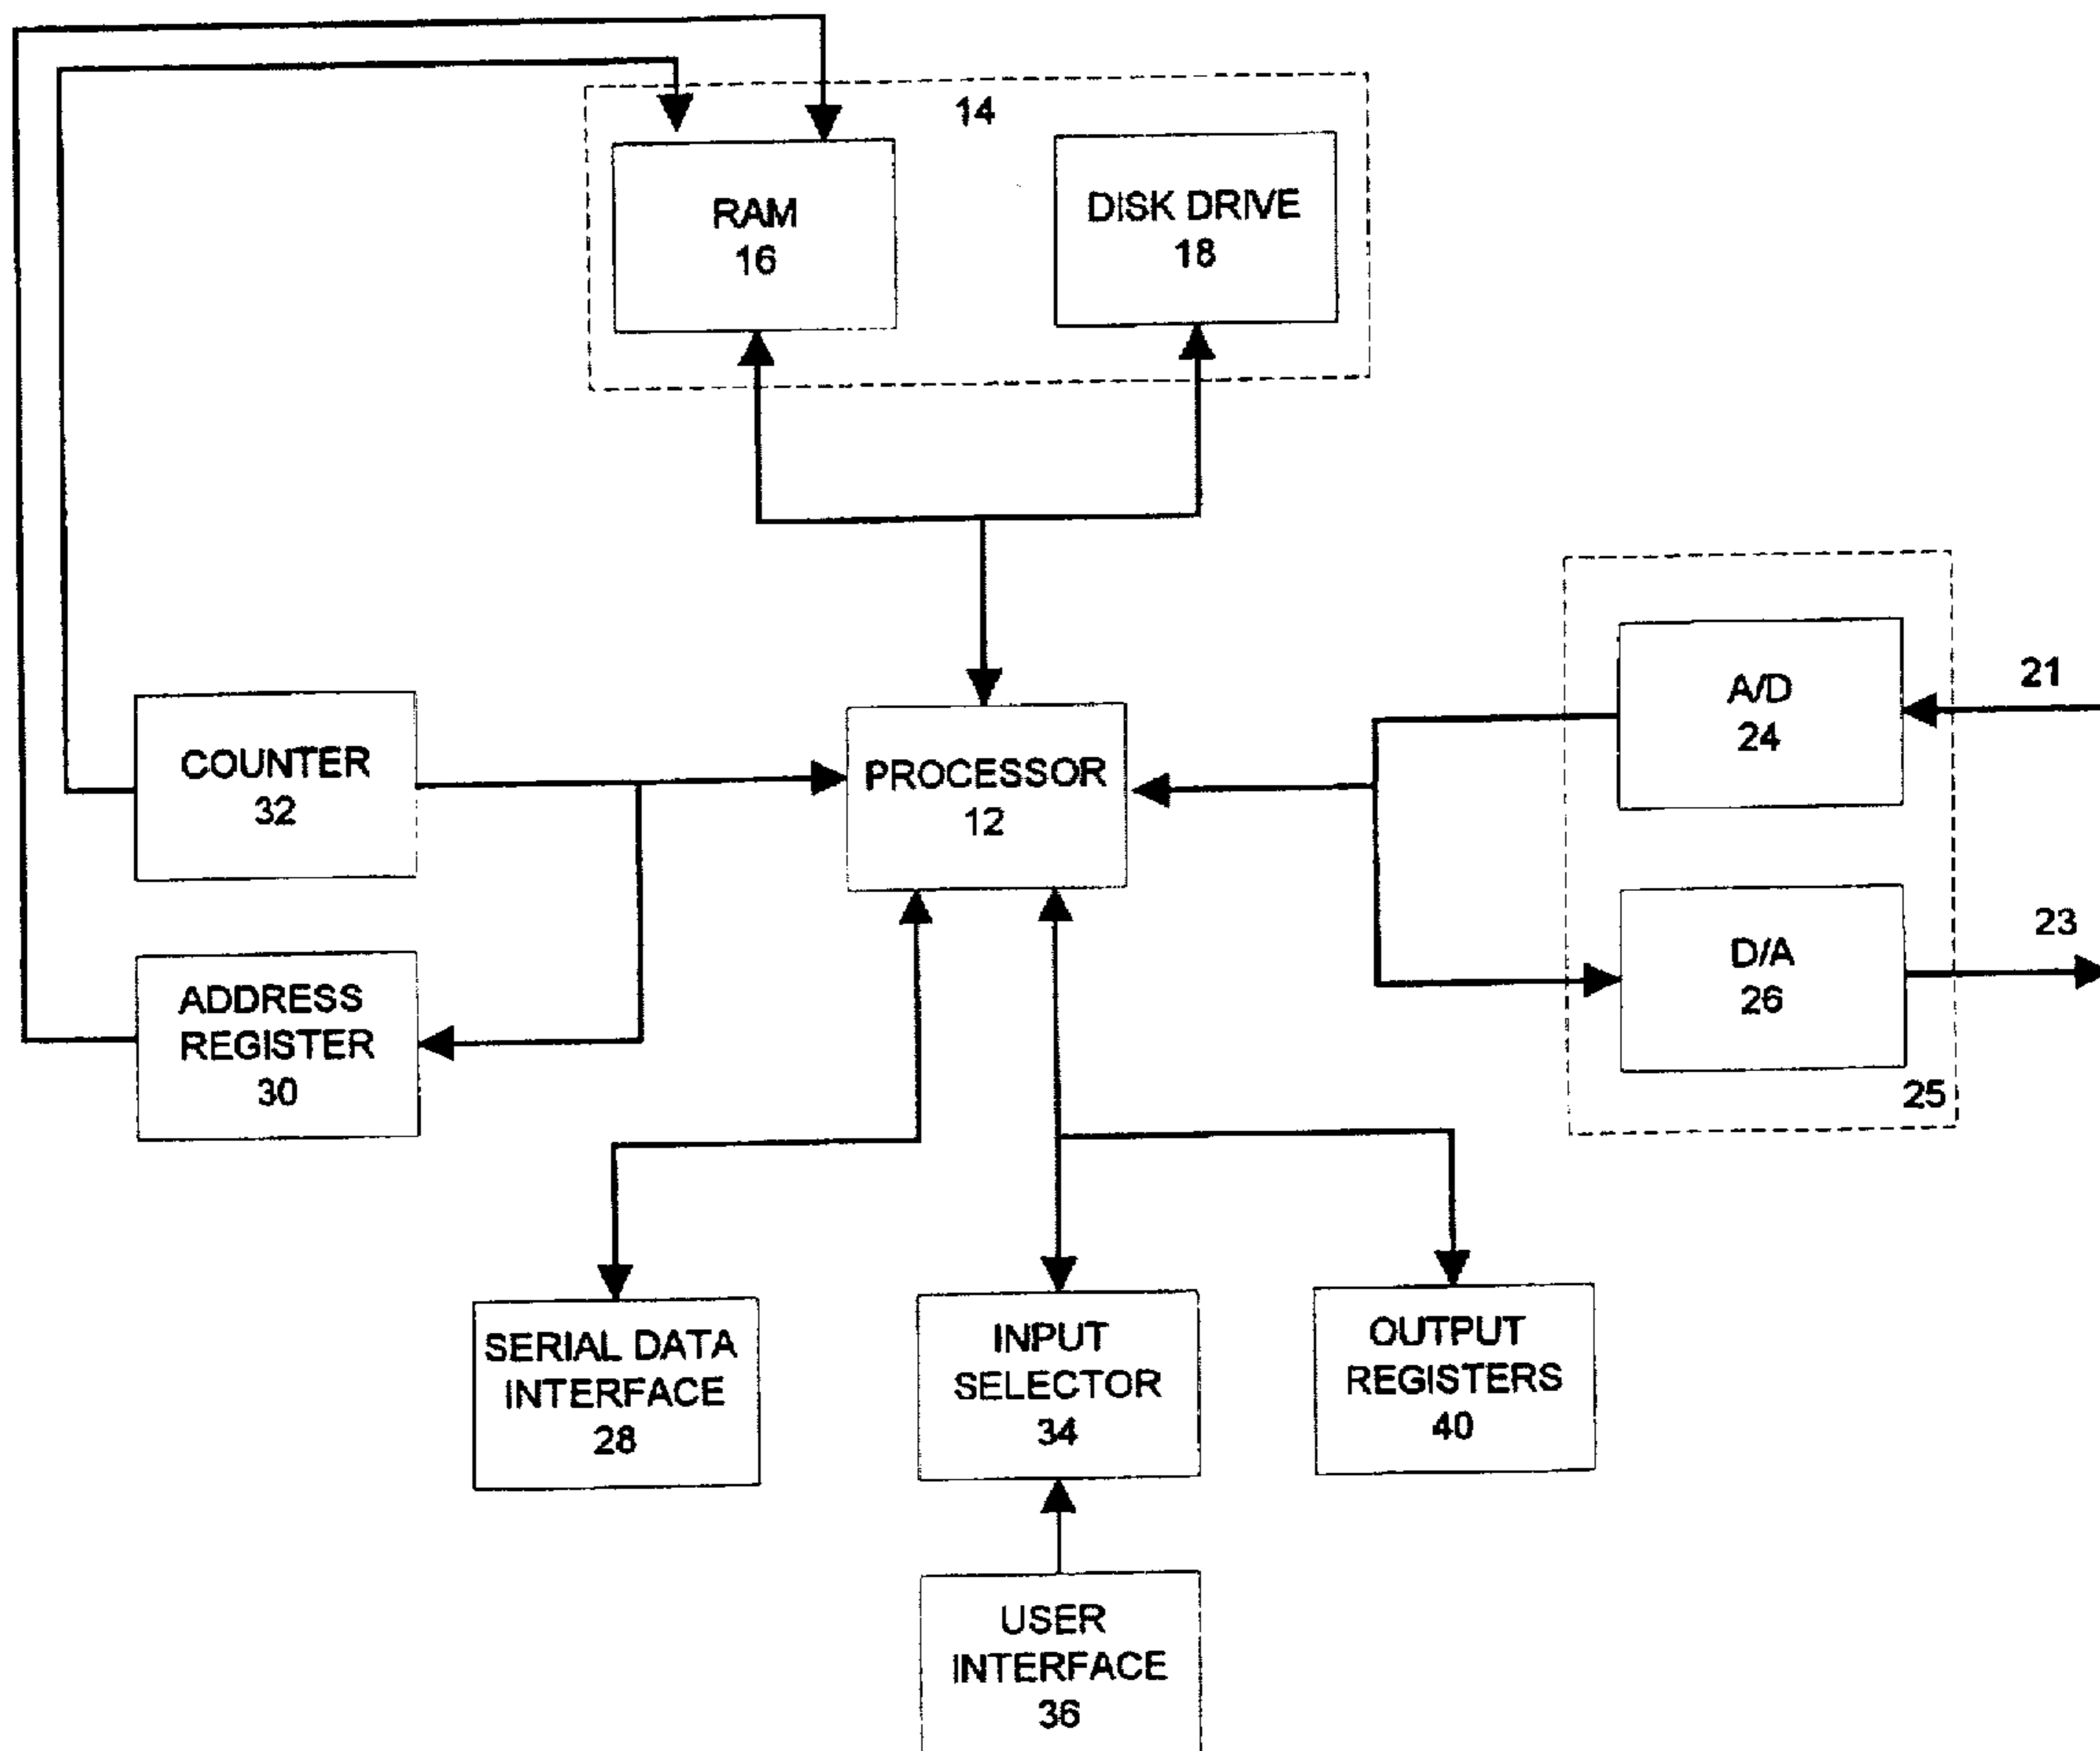 14
RAM
16
DISK DRIVE
18
COUNTER
32
PROCESSOR
12
A/D
24
21
ADDRESS
REGISTER
30
D/A
26
23
25
SERIAL DATA
INTERFACE
28
INPUT
SELECTOR
34
OUTPUT
REGISTERS
40
USER
INTERFACE
36